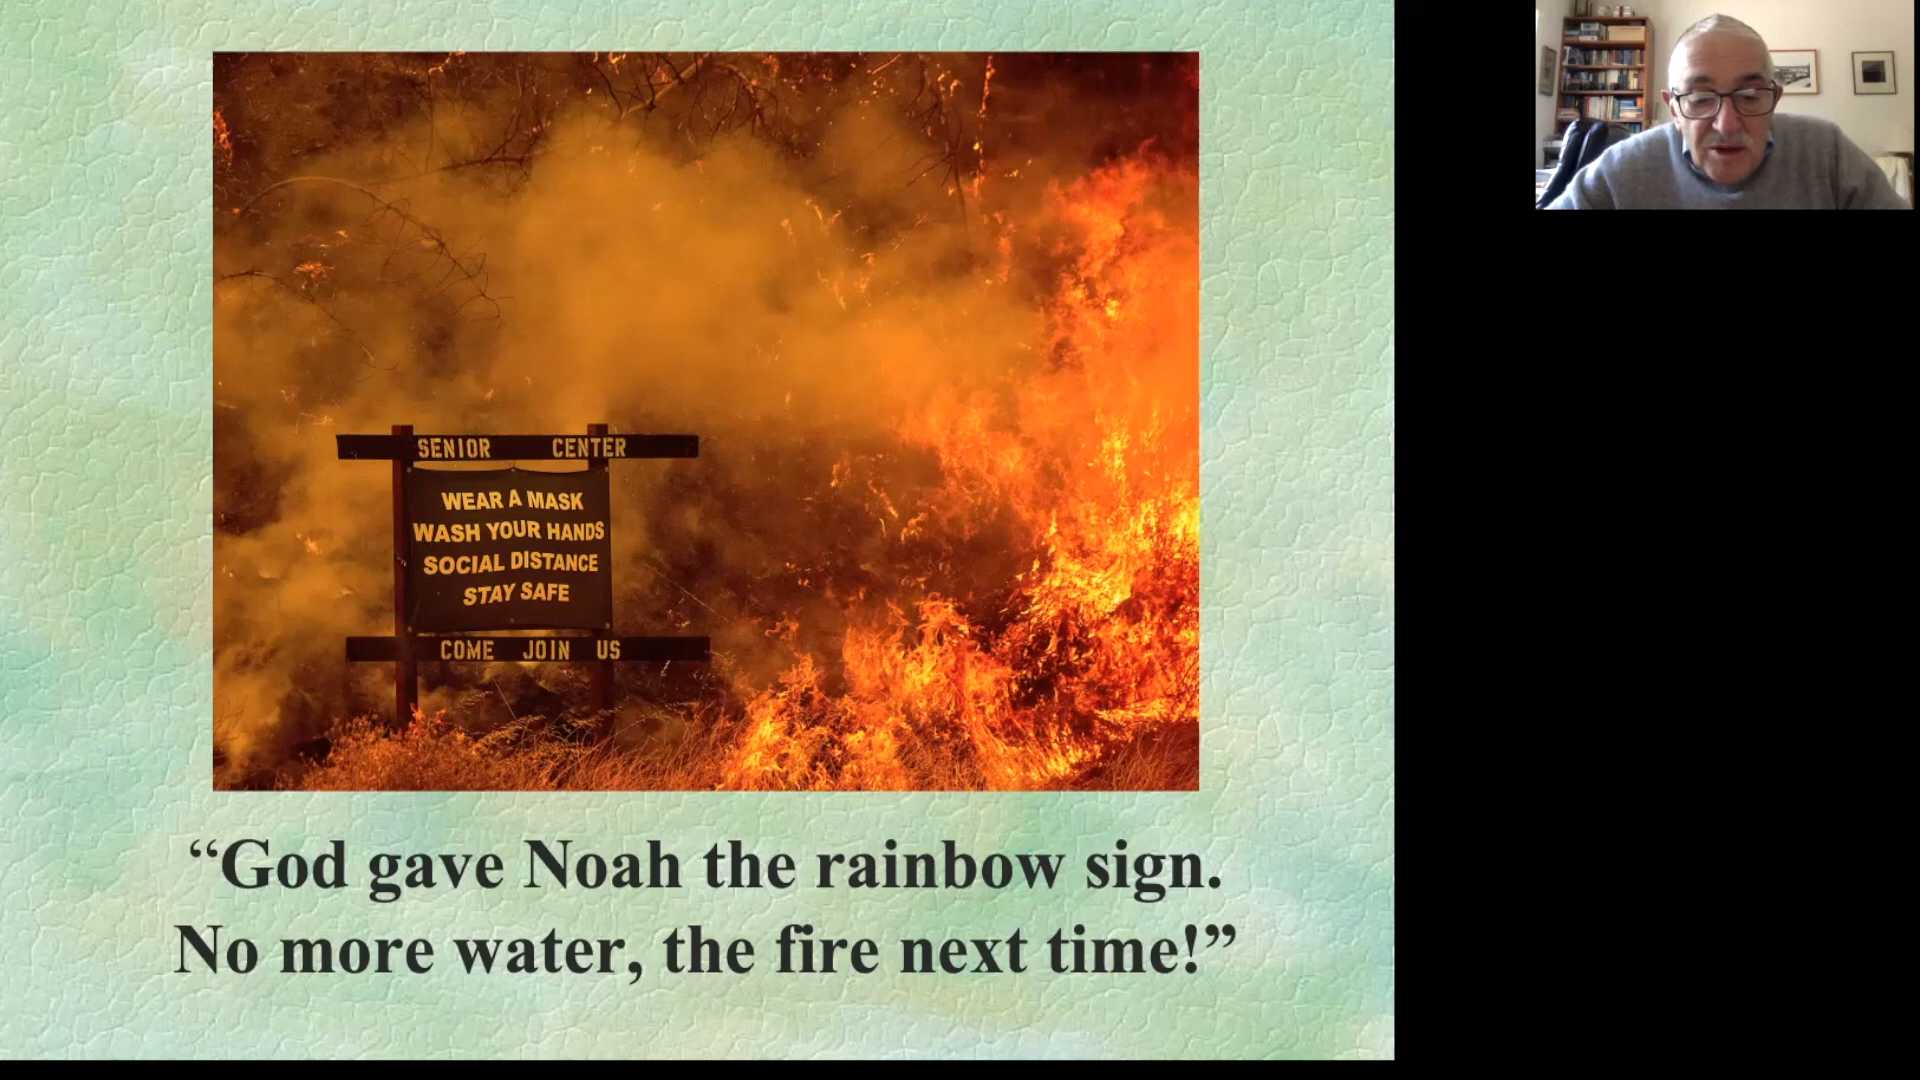 SENIOR CENTER
WEAR A MASK
WASH YOUR HANDS
SOCIAL DISTANCE
STAY SAFE
COME JOIN US
“God gave Noah the rainbow sign.
No more water, the fire next time!”